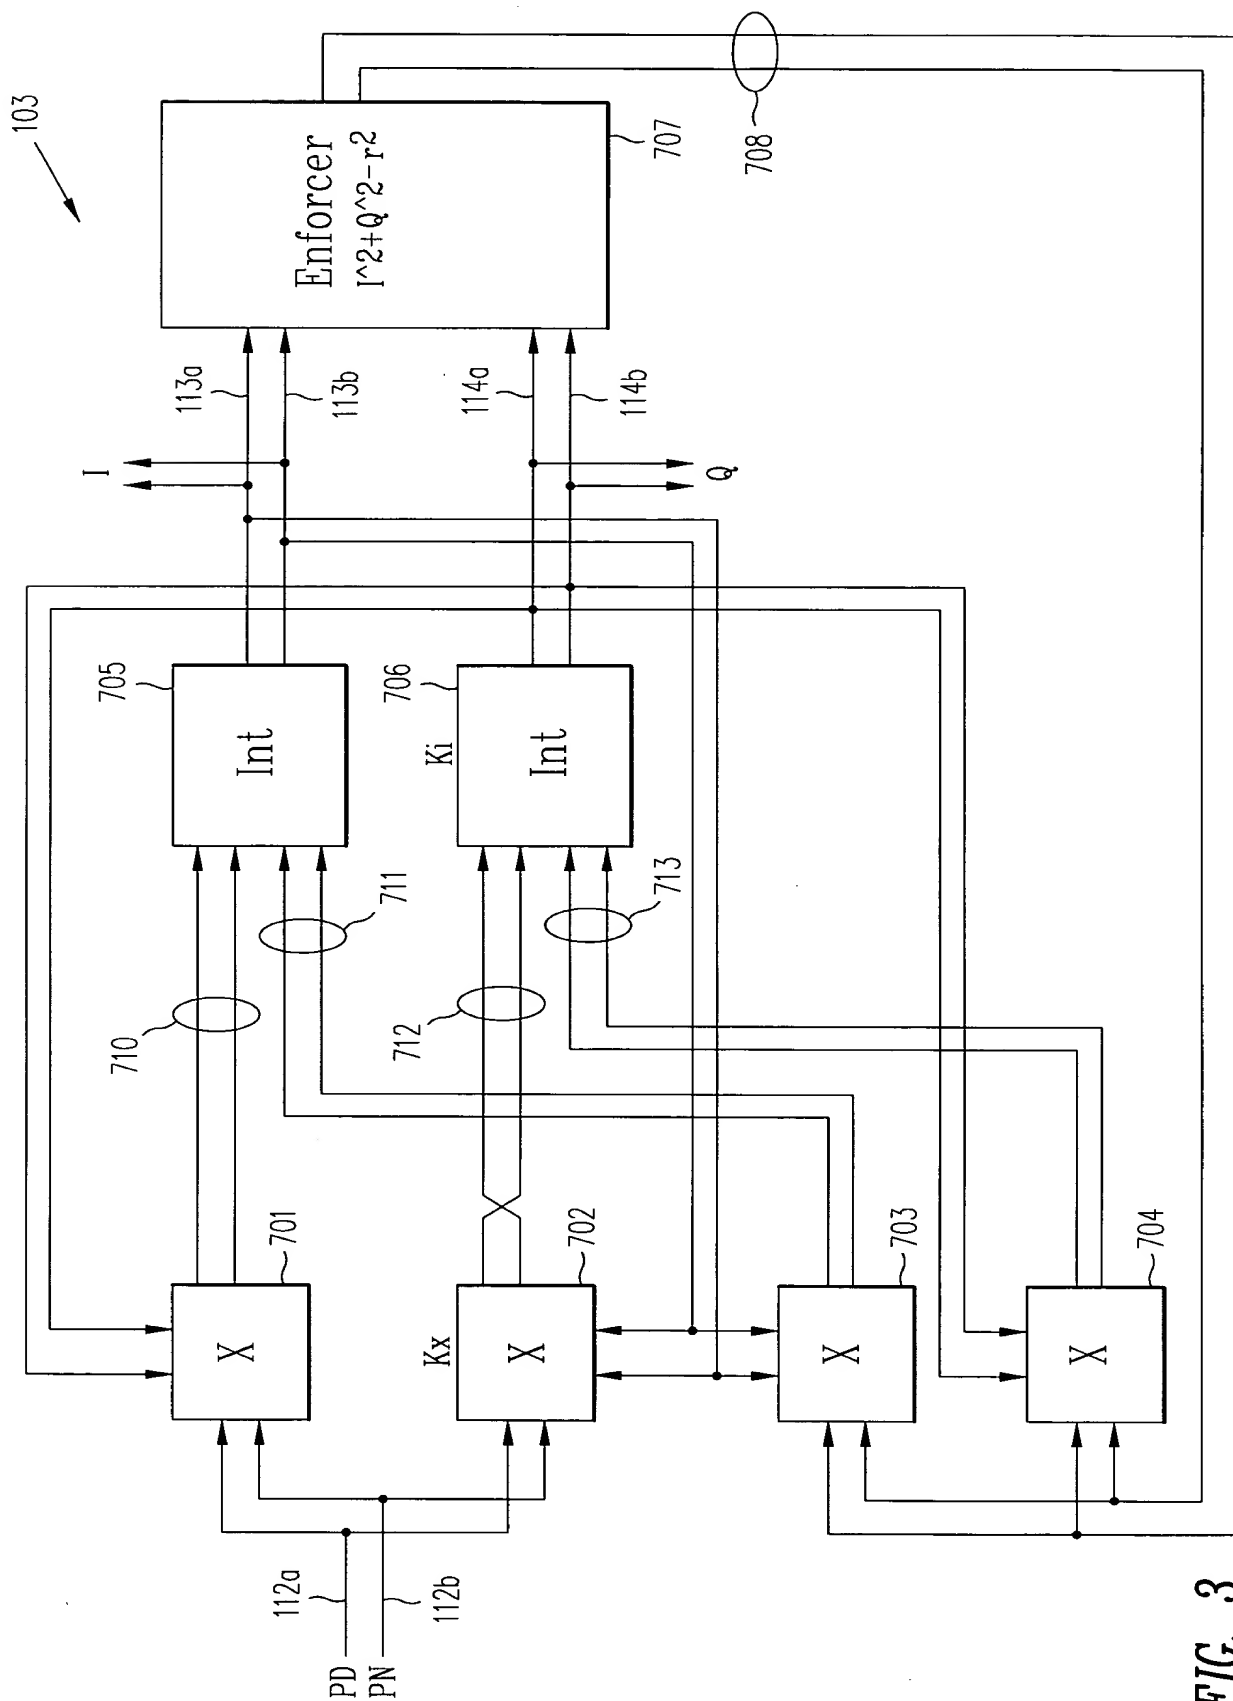 103
Enforcer
I^2+Q^2-r^2
707
708
113a
113b
114a
114b
I
Q
705
Int
706
Ki
Int
710
711
712
713
701
X
702
Kx
X
703
X
704
X
112a
112b
PD
PN
FIG. 3